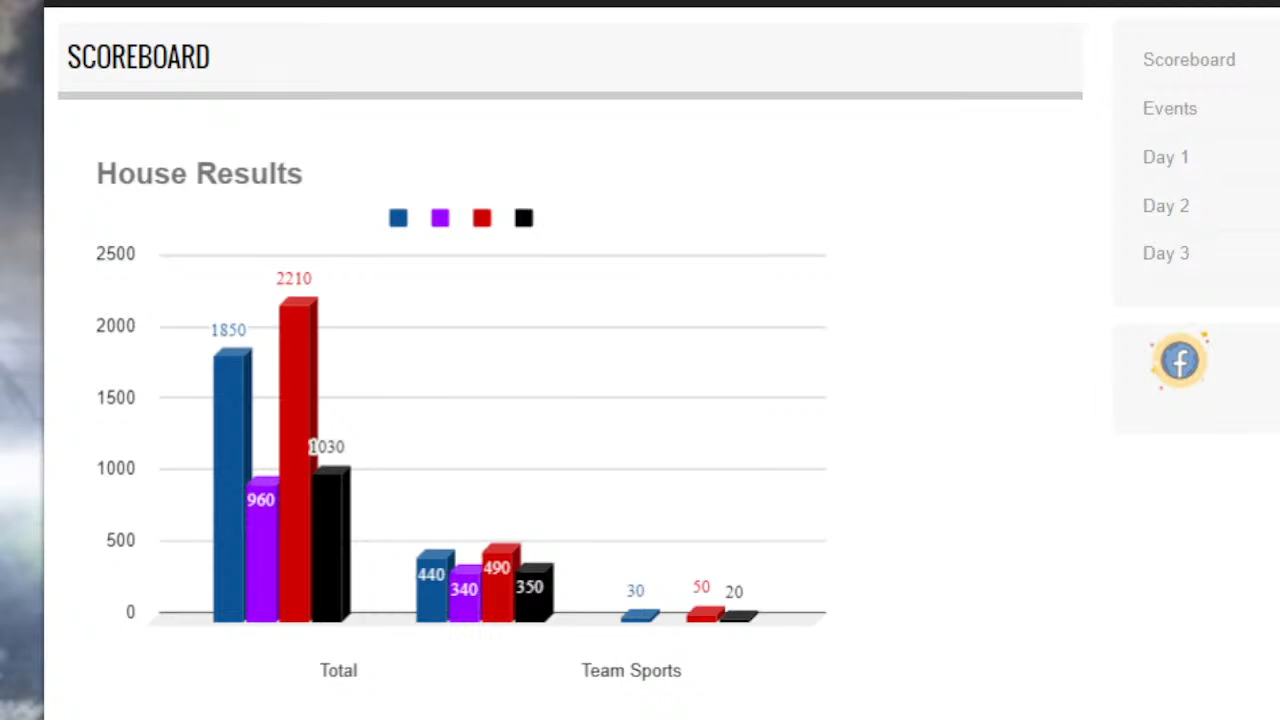 SCOREBOARD
Scoreboard
Events
Day 1
Day 2
Day 3
House Results
2500
2000
1500
1000
500
0
1850
960
2210
1030
440
340
490
350
30
50
20
Total
Team Sports
f